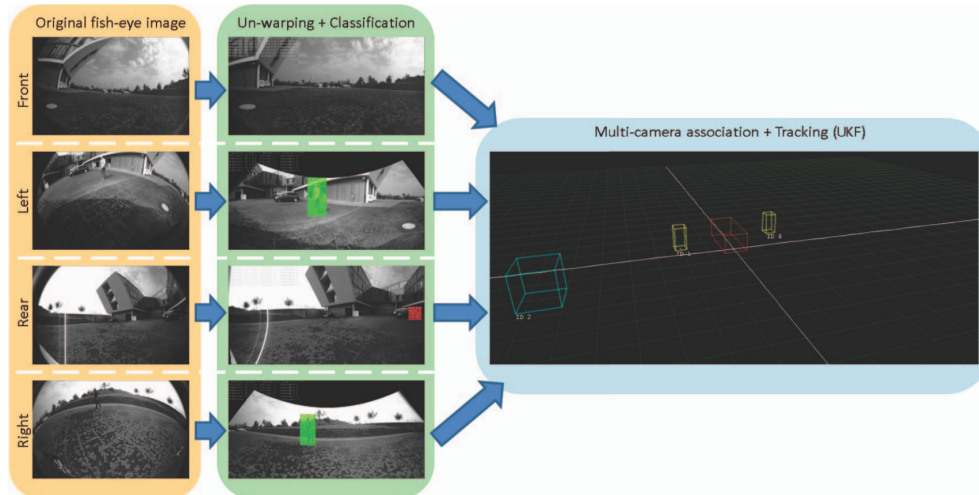 Original fish-eye image
Un-warping + Classification
Front
Multi-camera association + Tracking (UKF)
Left
ID 4
ID 2
Rear
Right